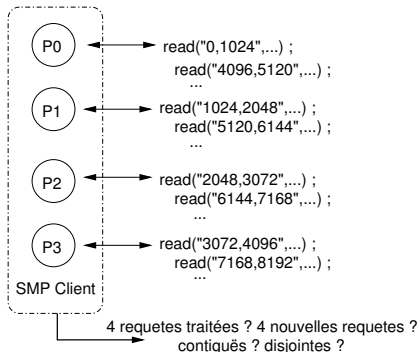 P0
read("0,1024",...) ;
read("4096,5120",...) ;
...
P1
read("1024,2048",...) ;
read("5120,6144",...) ;
...
P2
read("2048,3072",...) ;
read("6144,7168",...) ;
...
P3
read("3072,4096",...) ;
read("7168,8192",...) ;
...
SMP Client
4 requetes traitées ? 4 nouvelles requetes ?
contiguës ? disjointes ?